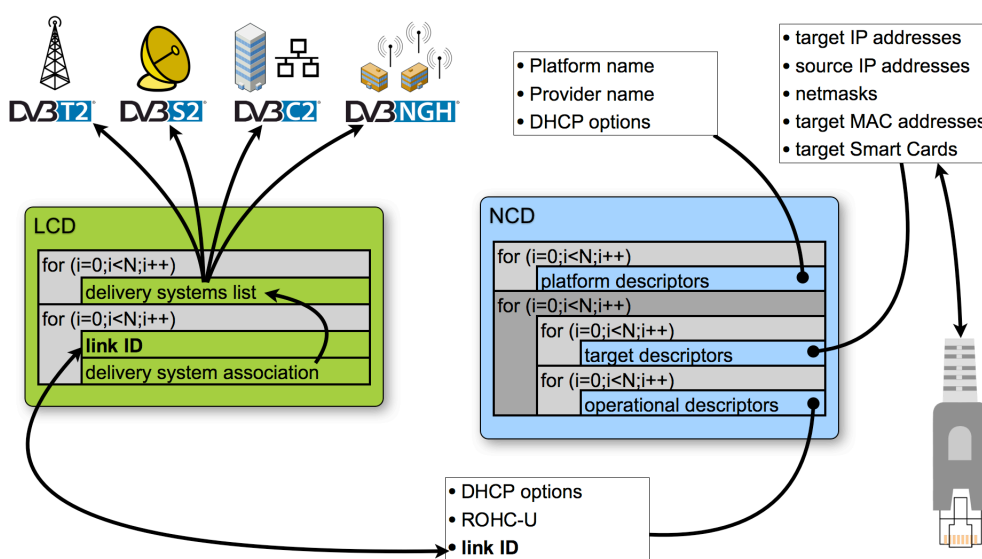 DVB T2
DVB S2
DVB C2
DVB NGH
• Platform name
• Provider name
• DHCP options
• target IP addresses
• source IP addresses
• netmasks
• target MAC addresses
• target Smart Cards
LCD
for (i=0;i<N;i++)
delivery systems list
for (i=0;i<N;i++)
link ID
delivery system association
NCD
for (i=0;i<N;i++)
platform descriptors
for (i=0;i<N;i++)
for (i=0;i<N;i++)
target descriptors
for (i=0;i<N;i++)
operational descriptors
• DHCP options
• ROHC-U
• link ID